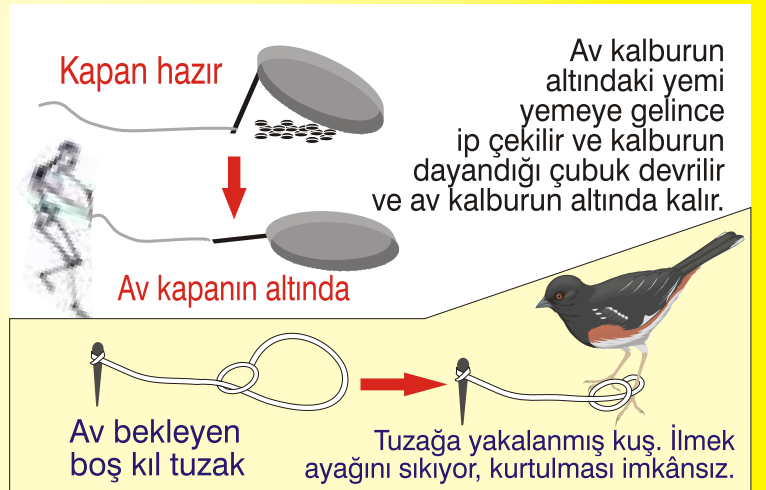 Kapan hazır
Av kalburun
altındaki yemi
yemeye gelince
ip çekilir ve kalburun
dayandığı çubuk devrilir
ve av kalburun altında kalır.
Av kapanın altında
Av bekleyen
boş kıl tuzak
Tuzağa yakalanmış kuş. İlmek
ayağını sıkıyor, kurtulması imkânsız.